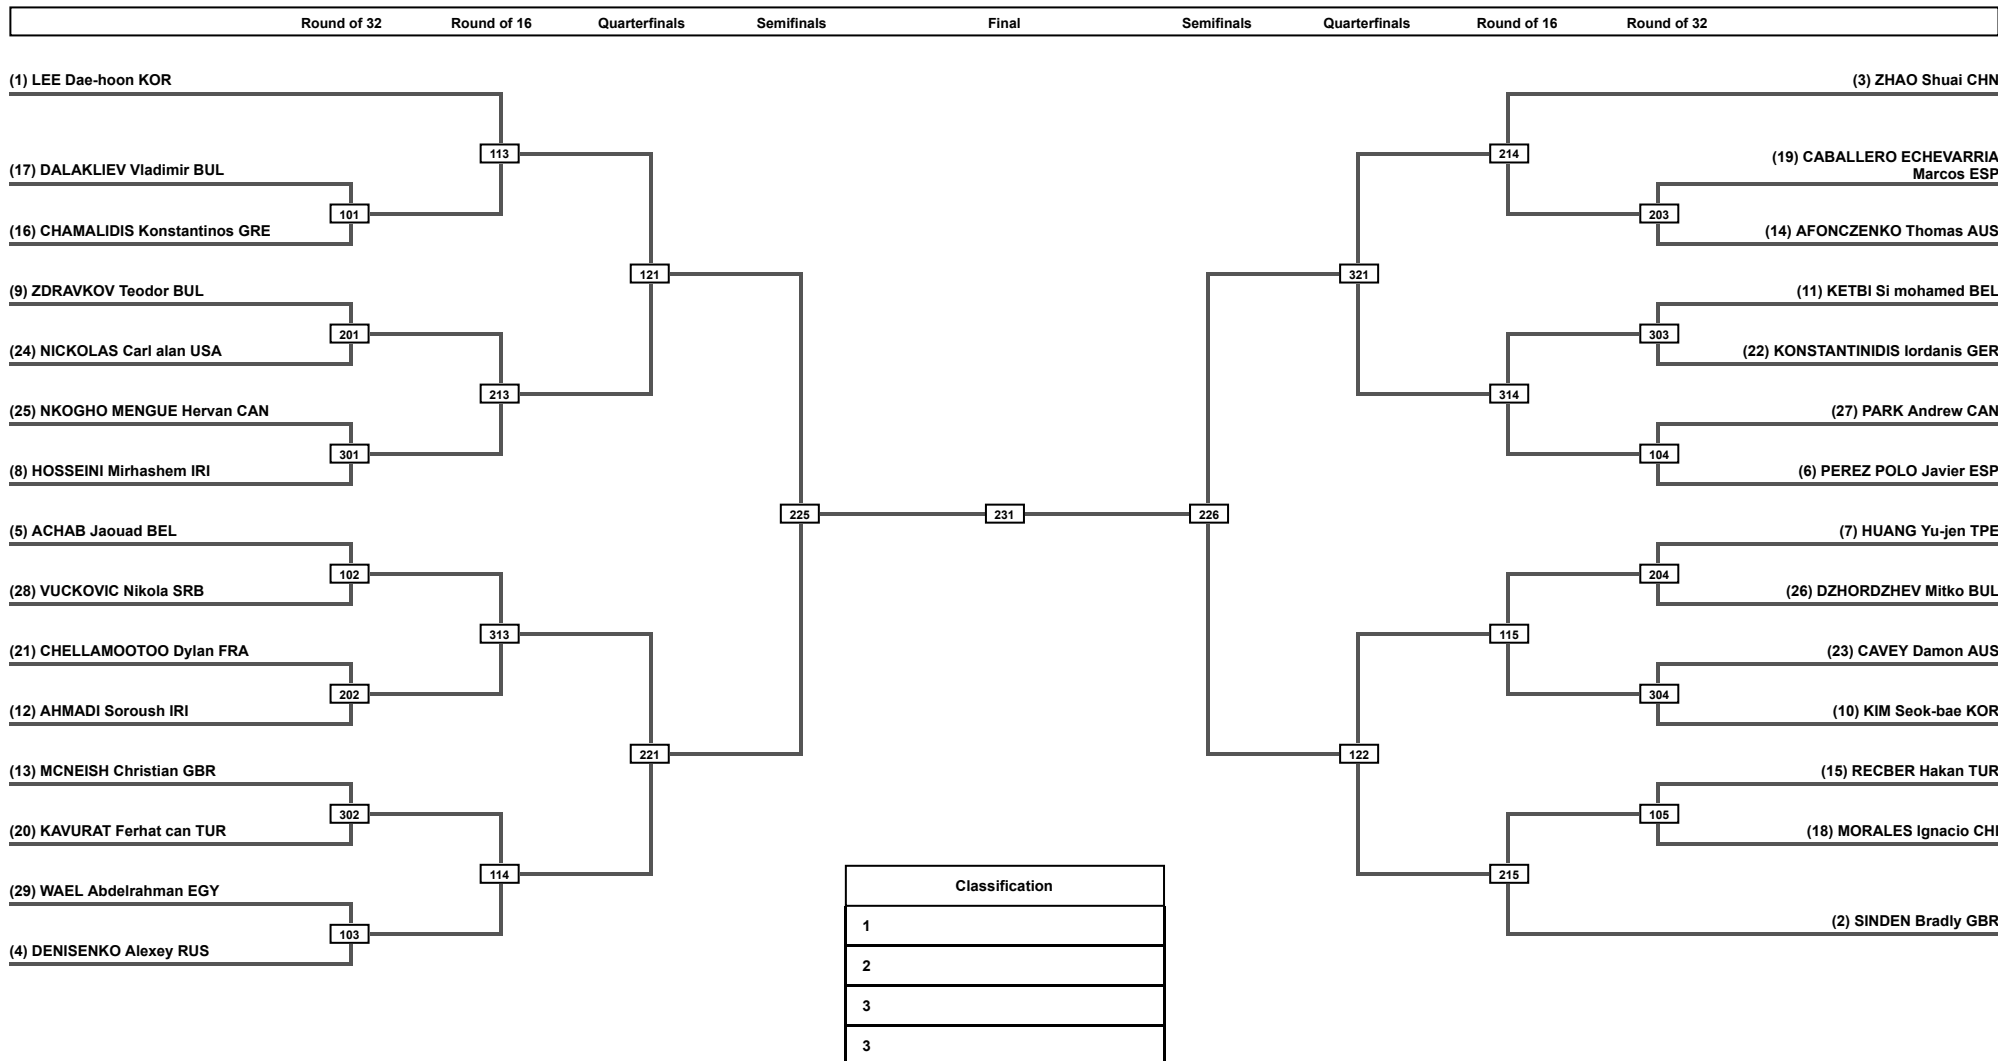 Round of 32 Round of 16 Quarterfinals Semifinals Final Semifinals Quarterfinals Round of 16 Round of 32
(1) LEE Dae-hoon KOR
(17) DALAKLIEV Vladimir BUL
(16) CHAMALIDIS Konstantinos GRE
(9) ZDRAVKOV Teodor BUL
(24) NICKOLAS Carl alan USA
(25) NKOGHO MENGUE Hervan CAN
(8) HOSSEINI Mirhashem IRI
(5) ACHAB Jaouad BEL
(28) VUCKOVIC Nikola SRB
(21) CHELLAMOOTOO Dylan FRA
(12) AHMADI Soroush IRI
(13) MCNEISH Christian GBR
(20) KAVURAT Ferhat can TUR
(29) WAEL Abdelrahman EGY
(4) DENISENKO Alexey RUS
101
201
301
102
202
302
103
113
213
313
114
121
221
225
231
226
321
122
214
314
115
215
203
303
104
204
304
105
(3) ZHAO Shuai CHN
(19) CABALLERO ECHEVARRIA
Marcos ESP
(14) AFONCZENKO Thomas AUS
(11) KETBI Si mohamed BEL
(22) KONSTANTINIDIS Iordanis GER
(27) PARK Andrew CAN
(6) PEREZ POLO Javier ESP
(7) HUANG Yu-jen TPE
(26) DZHORDZHEV Mitko BUL
(23) CAVEY Damon AUS
(10) KIM Seok-bae KOR
(15) RECBER Hakan TUR
(18) MORALES Ignacio CHI
(2) SINDEN Bradly GBR
Classification
1
2
3
3